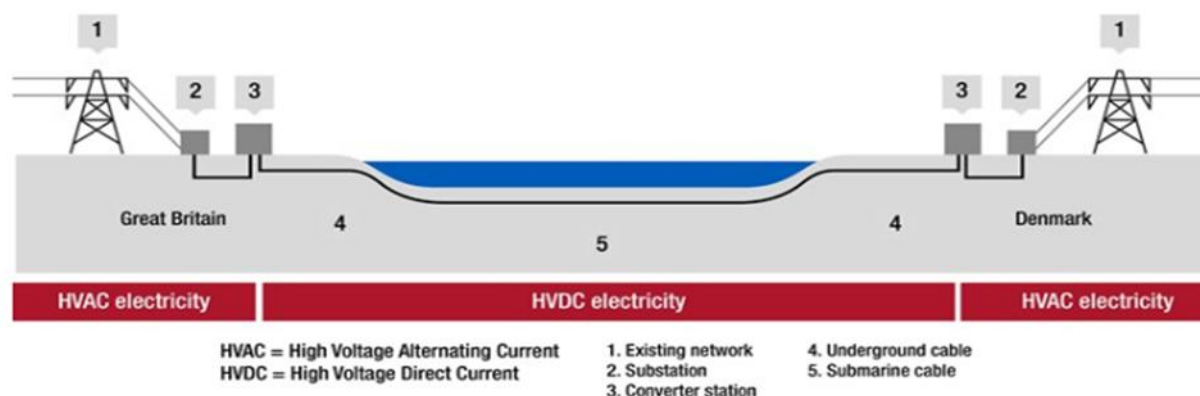 1
1
2
3
3
2
Great Britain
4
4
Denmark
5
HVAC electricity
HVDC electricity
HVAC electricity
HVAC = High Voltage Alternating Current
HVDC = High Voltage Direct Current
1. Existing network
2. Substation
3. Converter station
4. Underground cable
5. Submarine cable